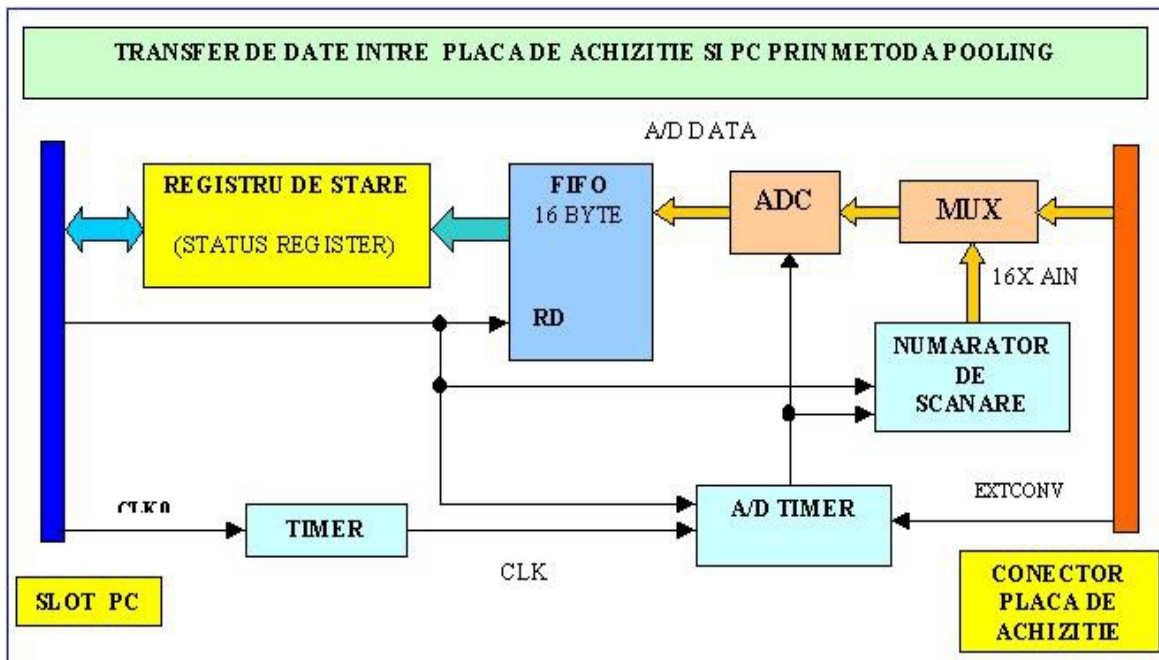 TRANSFER DE DATE INTRE PLACA DE ACHIZITIE SI PC PRIN METODA POOLING
A/D DATA
REGISTRU DE STARE
(STATUS REGISTER)
FIFO
16 BYTE
RD
ADC
MUX
16X AIN
NUMARATOR
DE
SCANARE
CLK0
TIMER
CLK
A/D TIMER
EXTCONV
SLOT PC
CONECTOR
PLACA DE
ACHIZITIE